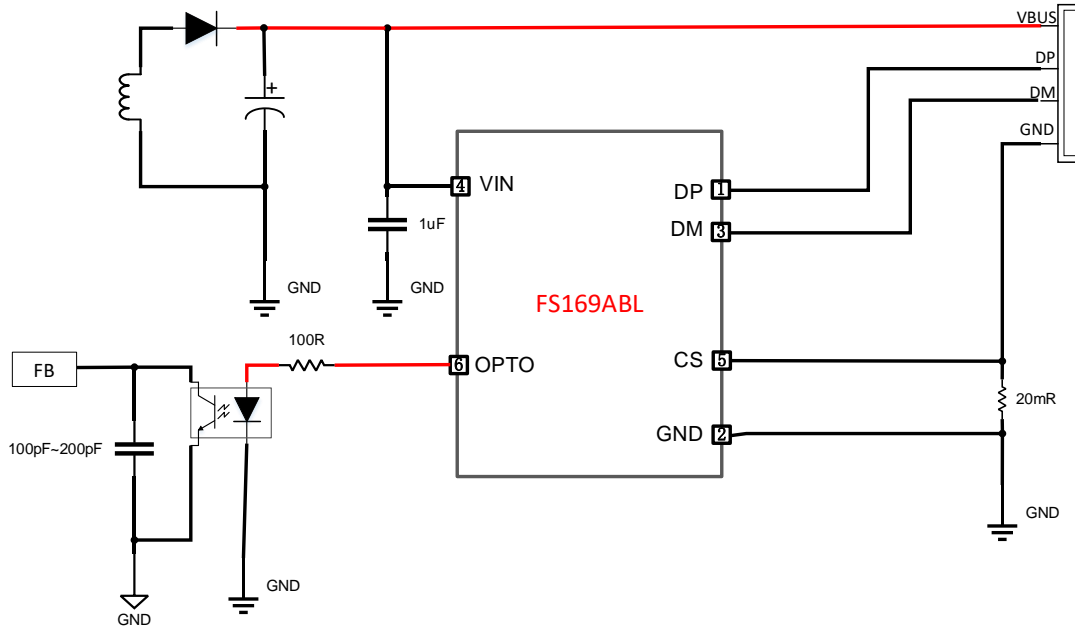 VBUS
DP
DM
GND
+
4 VIN
DP 1
1uF
DM 3
GND
GND
FS169ABL
100R
FB
6 OPTO
CS 5
20mR
100pF~200pF
GND 2
GND
GND
GND